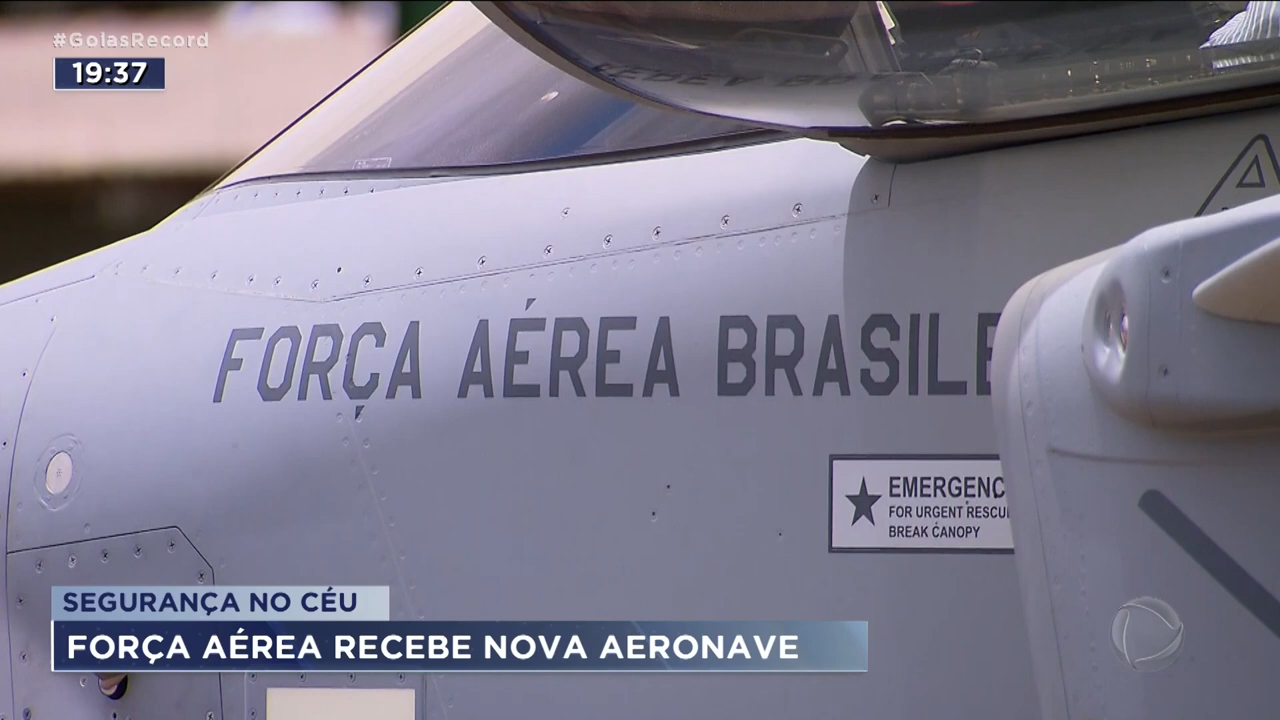 #GoiásRecord
19:37
FORÇA AÉREA BRASILE
EMERGENC
FOR URGENT RESCU
BREAK CANOPY
SEGURANÇA NO CÉU
FORÇA AÉREA RECEBE NOVA AERONAVE